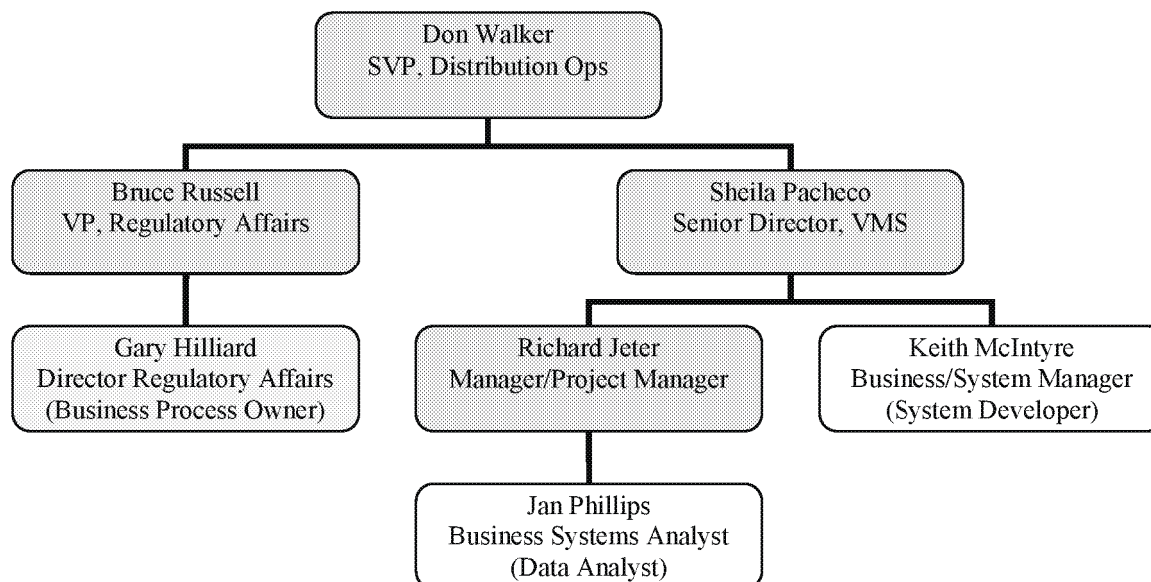 Don Walker
SVP, Distribution Ops
Bruce Russell
VP, Regulatory Affairs
Sheila Pacheco
Senior Director, VMS
Gary Hilliard
Director Regulatory Affairs
(Business Process Owner)
Richard Jeter
Manager/Project Manager
Keith McIntyre
Business/System Manager
(System Developer)
Jan Phillips
Business Systems Analyst
(Data Analyst)